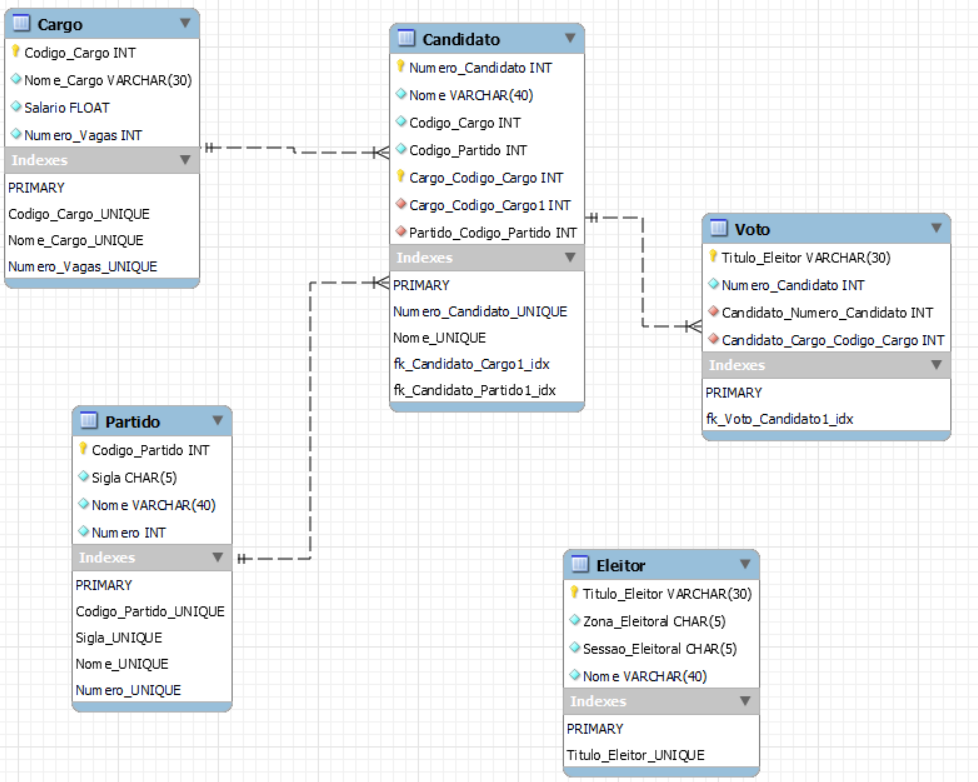 Cargo
Codigo_Cargo INT
Nome_Cargo VARCHAR(30)
Salario FLOAT
Numero_Vagas INT
Indexes
PRIMARY
Codigo_Cargo_UNIQUE
Nome_Cargo_UNIQUE
Numero_Vagas_UNIQUE
Candidato
Numero_Candidato INT
Nome VARCHAR(40)
Codigo_Cargo INT
Codigo_Partido INT
Cargo_Codigo_Cargo INT
Cargo_Codigo_Cargo1 INT
Partido_Codigo_Partido INT
Indexes
PRIMARY
Numero_Candidato_UNIQUE
Nome_UNIQUE
fk_Candidato_Cargo1_idx
fk_Candidato_Partido1_idx
Voto
Titulo_Eleitor VARCHAR(30)
Numero_Candidato INT
Candidato_Numero_Candidato INT
Candidato_Cargo_Codigo_Cargo INT
Indexes
PRIMARY
fk_Voto_Candidato1_idx
Partido
Codigo_Partido INT
Sigla CHAR(5)
Nome VARCHAR(40)
Numero INT
Indexes
PRIMARY
Codigo_Partido_UNIQUE
Sigla_UNIQUE
Nome_UNIQUE
Numero_UNIQUE
Eleitor
Titulo_Eleitor VARCHAR(30)
Zona_Eleitoral CHAR(5)
Sessao_Eleitoral CHAR(5)
Nome VARCHAR(40)
Indexes
PRIMARY
Titulo_Eleitor_UNIQUE